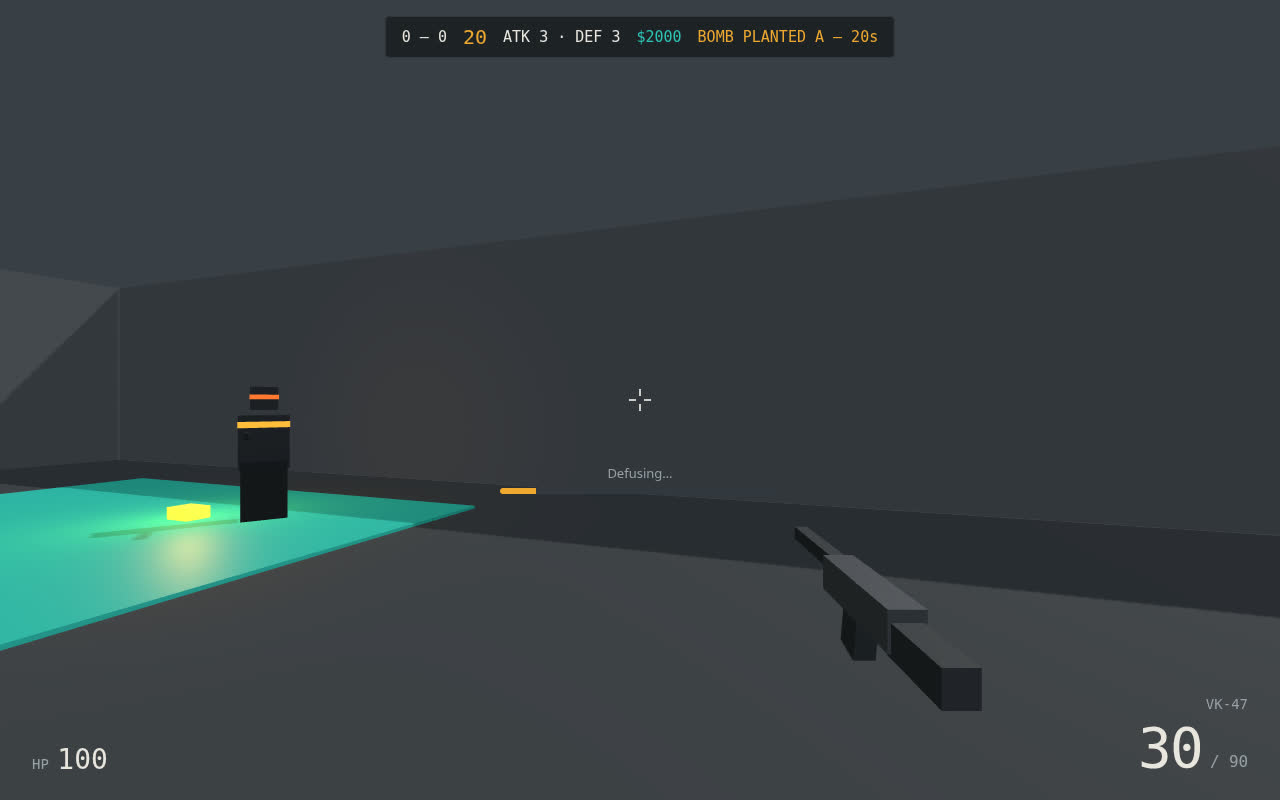 0 — 0 20 ATK 3 · DEF 3 $2000 BOMB PLANTED A — 20s
Defusing…
VK-47
HP 100
30 / 90